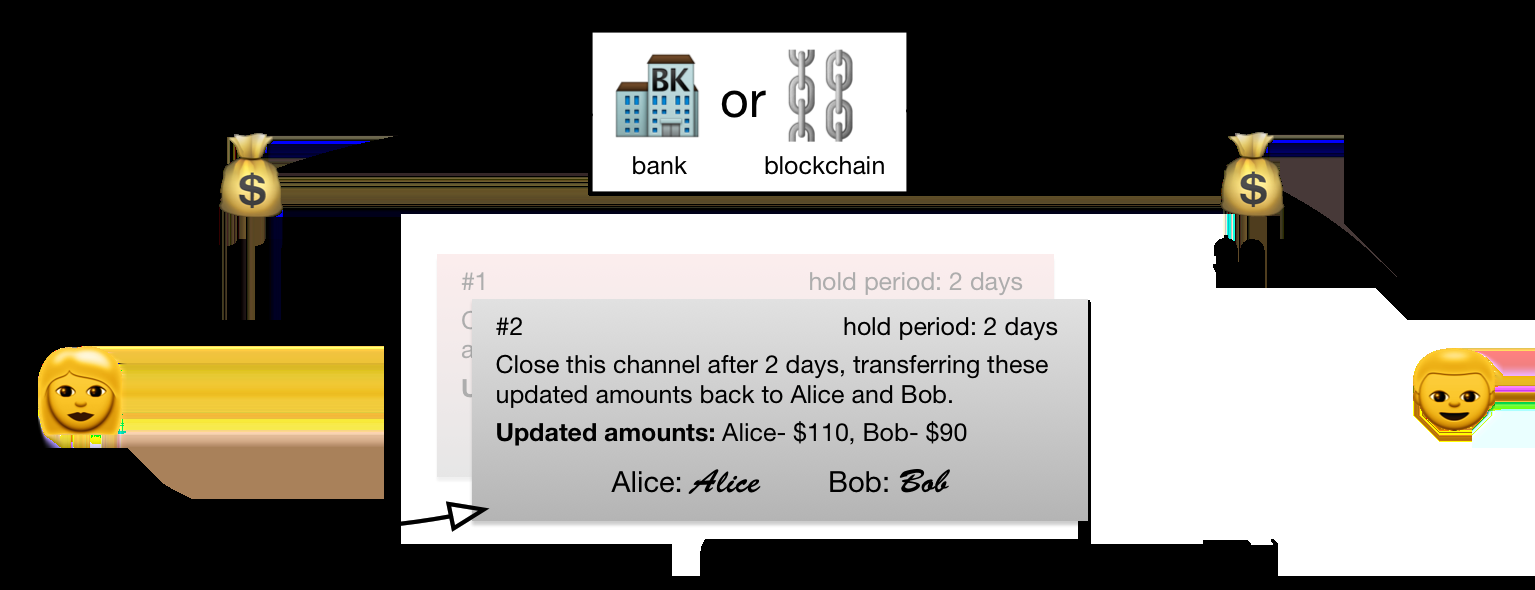 BK
or
bank
blockchain
$
$
#1 hold period: 2 days
#2 hold period: 2 days
Close this channel after 2 days, transferring these
updated amounts back to Alice and Bob.
Updated amounts: Alice- $110, Bob- $90
Alice: Alice Bob: Bob